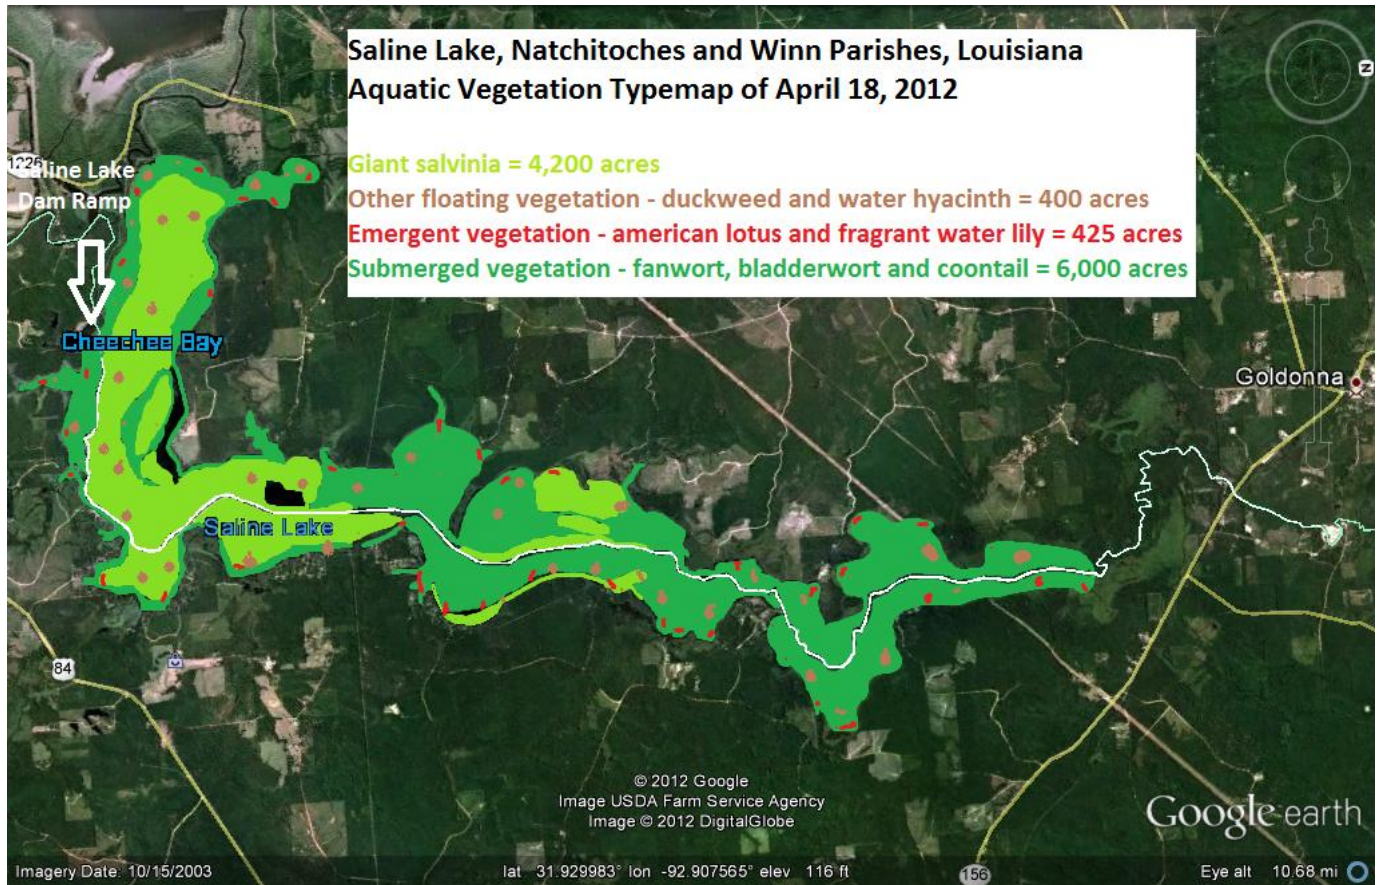 Saline Lake, Natchitoches and Winn Parishes, Louisiana
Aquatic Vegetation Typemap of April 18, 2012
Giant salvinia = 4,200 acres
Other floating vegetation - duckweed and water hyacinth = 400 acres
Emergent vegetation - american lotus and fragrant water lily = 425 acres
Submerged vegetation - fanwort, bladderwort and coontail = 6,000 acres
N
1225
Saline Lake
Dam Ramp
Cheechee Bay
Goldonna
Saline Lake
84
© 2012 Google
Image USDA Farm Service Agency
Image © 2012 DigitalGlobe
Google earth
Imagery Date: 10/15/2003
lat 31.929983° lon -92.907565° elev 116 ft
156
Eye alt 10.68 mi